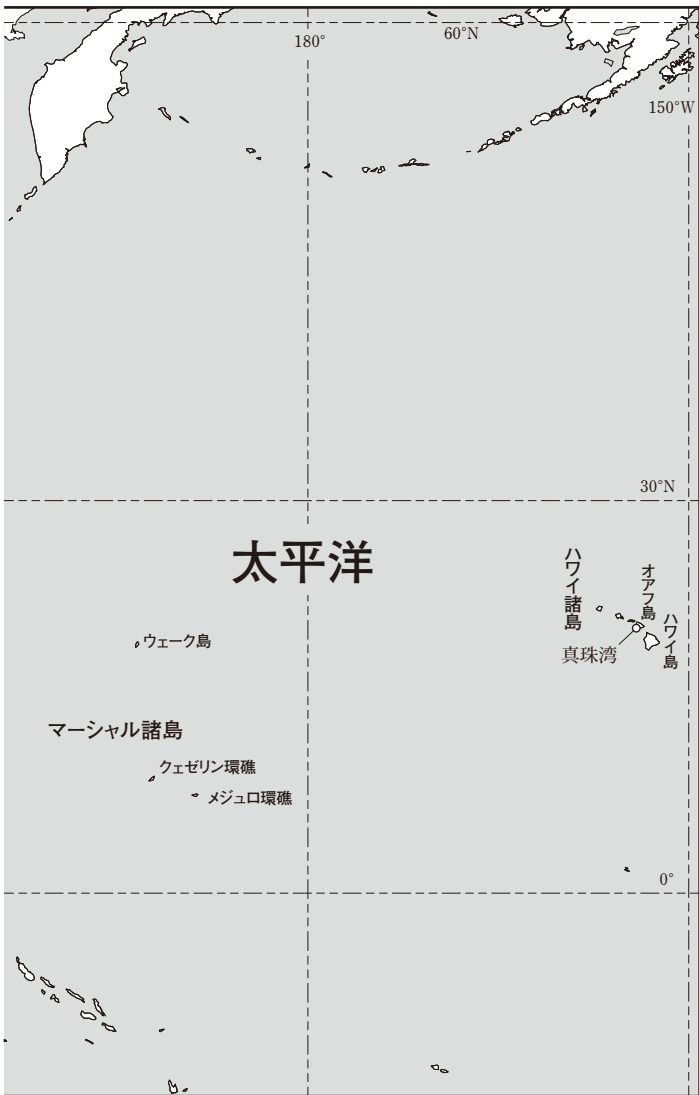 180°
60°N
150°W
30°N
太平洋
ハワイ諸島
オアフ島
ハワイ島
真珠湾
ウェーク島
マーシャル諸島
クェゼリン環礁
メジュロ環礁
0°